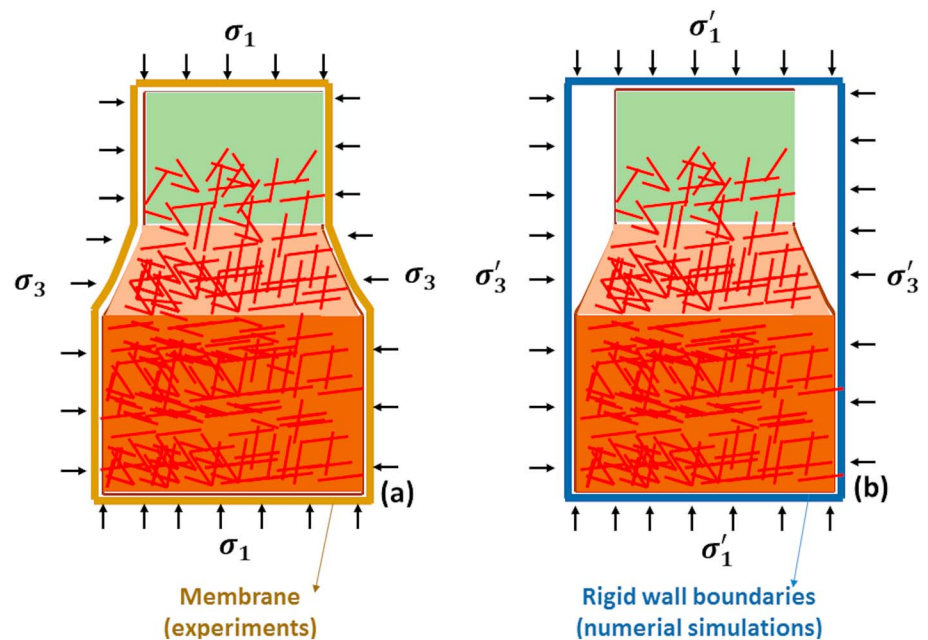 σ1
σ1′
σ3
σ3
σ3′
σ3′
(a)
(b)
σ1
σ1′
Membrane
(experiments)
Rigid wall boundaries
(numerial simulations)